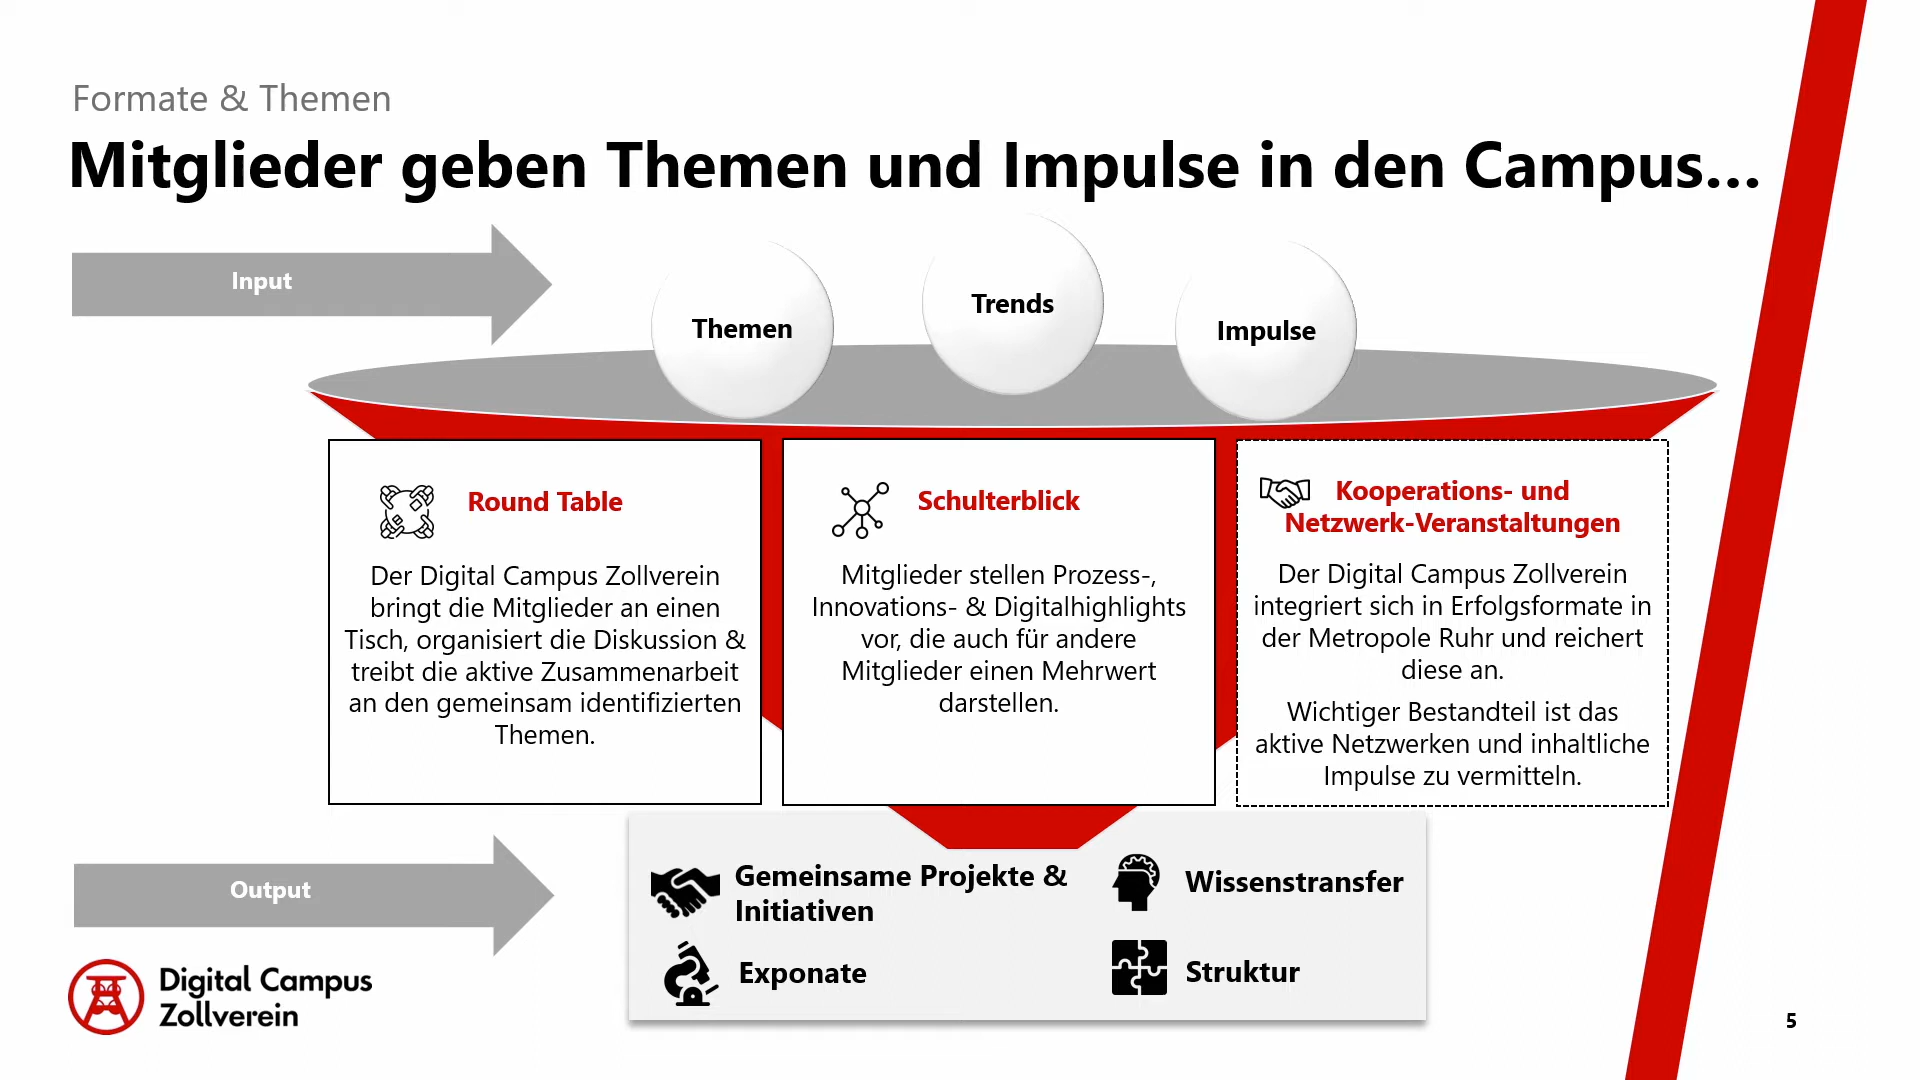 Formate & Themen
Mitglieder geben Themen und Impulse in den Campus...
Input
Themen
Trends
Impulse
Round Table
Der Digital Campus Zollverein
bringt die Mitglieder an einen
Tisch, organisiert die Diskussion &
treibt die aktive Zusammenarbeit
an den gemeinsam identifizierten
Themen.
Schulterblick
Mitglieder stellen Prozess-,
Innovations- & Digitalhighlights
vor, die auch für andere
Mitglieder einen Mehrwert
darstellen.
Kooperations- und
Netzwerk-Veranstaltungen
Der Digital Campus Zollverein
integriert sich in Erfolgsformate in
der Metropole Ruhr und reichert
diese an.
Wichtiger Bestandteil ist das
aktive Netzwerken und inhaltliche
Impulse zu vermitteln.
Output
Gemeinsame Projekte &
Initiativen
Wissenstransfer
Exponate
Struktur
Digital Campus
Zollverein
5